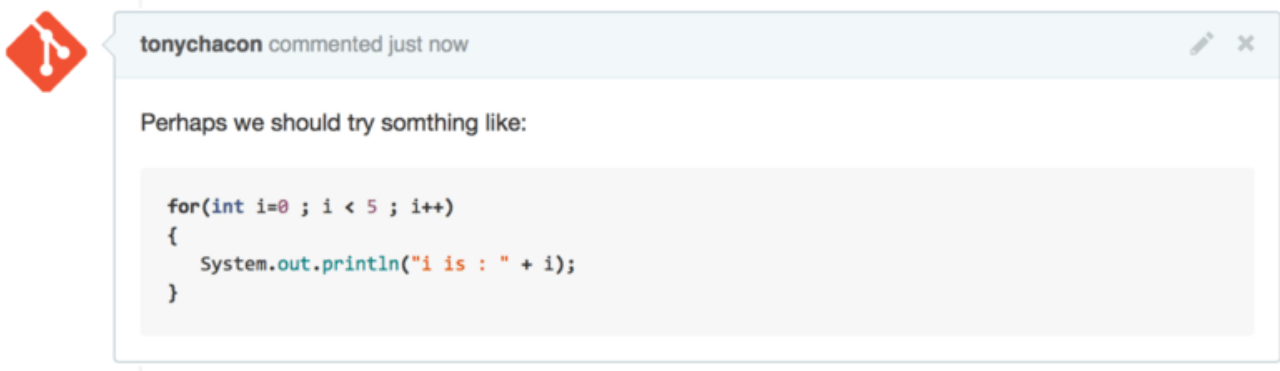 tonychacon commented just now
Perhaps we should try somthing like:
for(int i=0 ; i < 5 ; i++)
{
   System.out.println("i is : " + i);
}